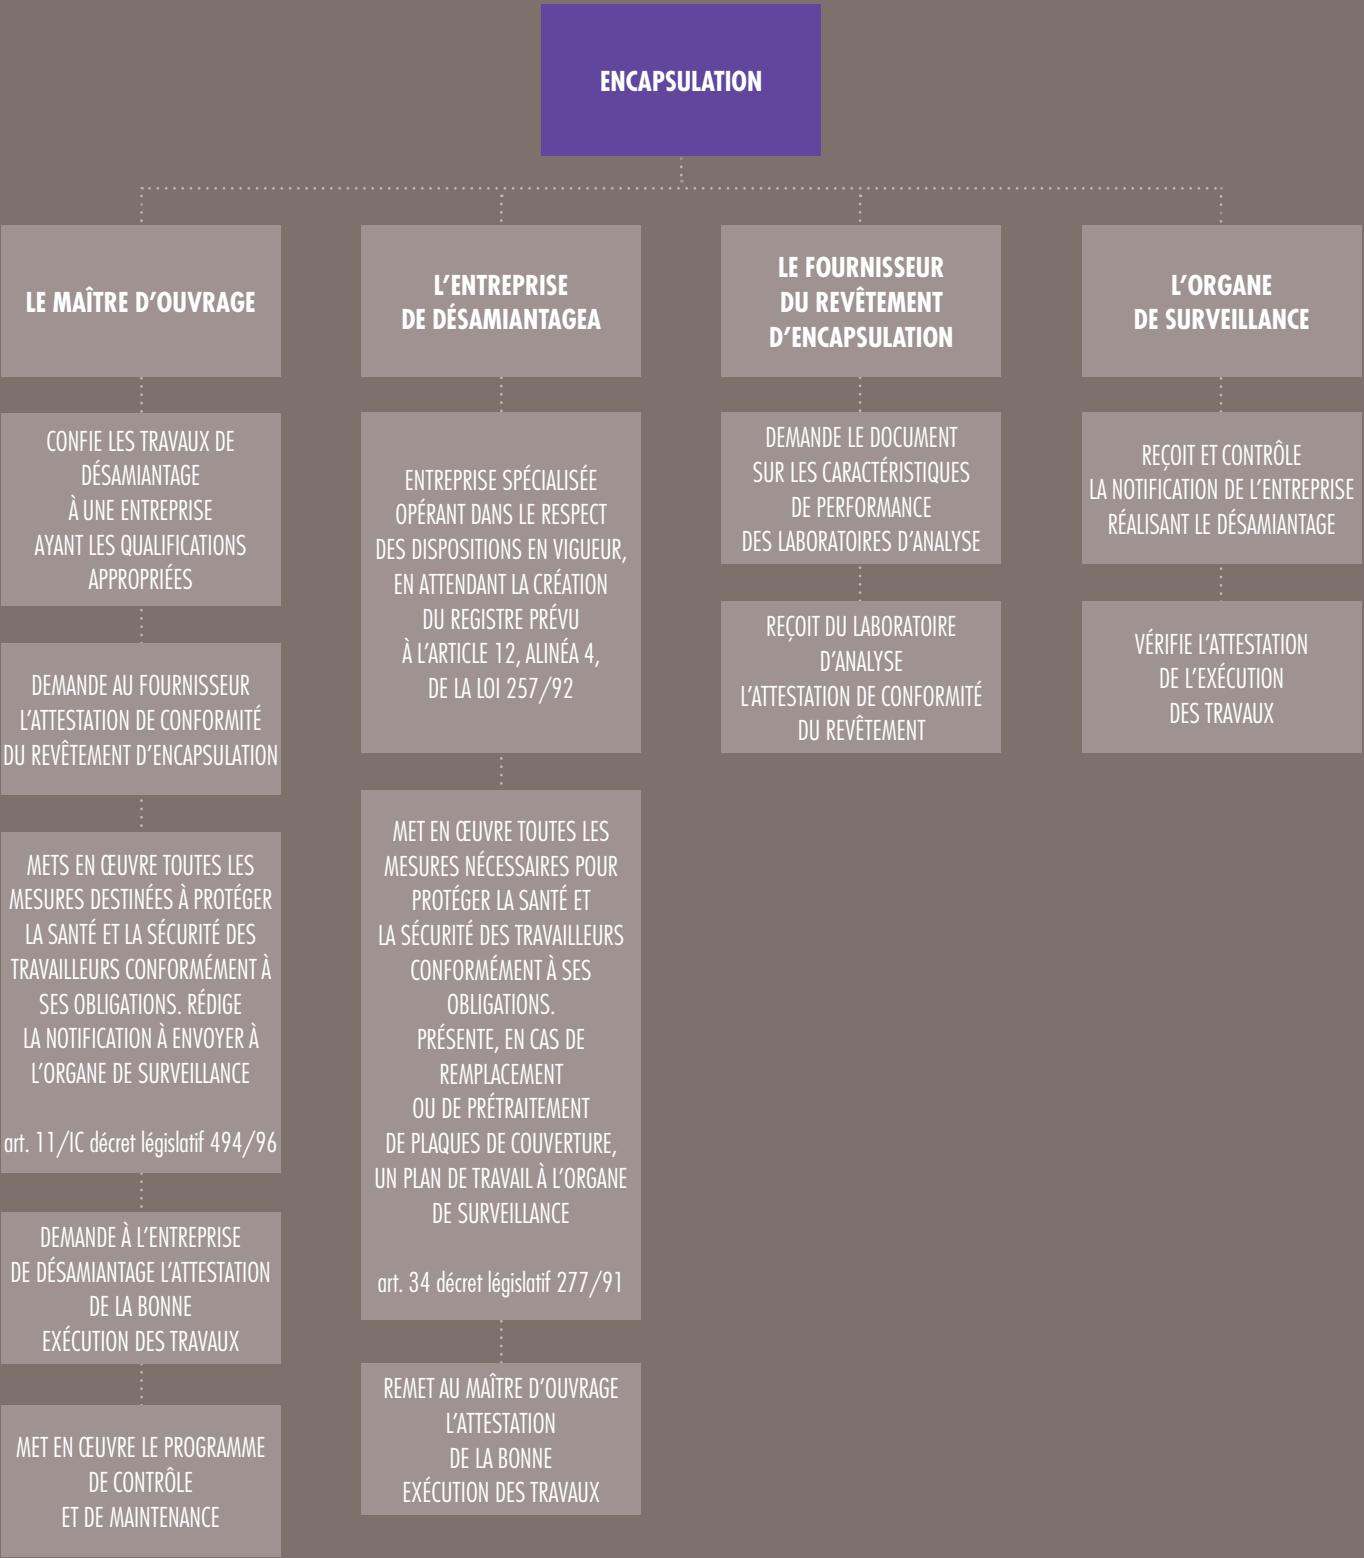 ENCAPSULATION
LE MAÎTRE D'OUVRAGE
CONFIE LES TRAVAUX DE
DÉSAMIANTAGE
À UNE ENTREPRISE
AYANT LES QUALIFICATIONS
APPROPRIÉES
DEMANDE AU FOURNISSEUR
L'ATTESTATION DE CONFORMITÉ
DU REVÊTEMENT D'ENCAPSULATION
METS EN ŒUVRE TOUTES LES
MESURES DESTINÉES À PROTÉGER
LA SANTÉ ET LA SÉCURITÉ DES
TRAVAILLEURS CONFORMÉMENT À
SES OBLIGATIONS. RÉDIGE
LA NOTIFICATION À ENVOYER À
L'ORGANE DE SURVEILLANCE
art. 11/IC décret législatif 494/96
DEMANDE À L'ENTREPRISE
DE DÉSAMIANTAGE L'ATTESTATION
DE LA BONNE
EXÉCUTION DES TRAVAUX
MET EN ŒUVRE LE PROGRAMME
DE CONTRÔLE
ET DE MAINTENANCE
L'ENTREPRISE
DE DÉSAMIANTAGEA
ENTREPRISE SPÉCIALISÉE
OPÉRANT DANS LE RESPECT
DES DISPOSITIONS EN VIGUEUR,
EN ATTENDANT LA CRÉATION
DU REGISTRE PRÉVU
À L'ARTICLE 12, ALINÉA 4,
DE LA LOI 257/92
MET EN ŒUVRE TOUTES LES
MESURES NÉCESSAIRES POUR
PROTÉGER LA SANTÉ ET
LA SÉCURITÉ DES TRAVAILLEURS
CONFORMÉMENT À SES
OBLIGATIONS.
PRÉSENTE, EN CAS DE
REMPLACEMENT
OU DE PRÉTRAITEMENT
DE PLAQUES DE COUVERTURE,
UN PLAN DE TRAVAIL À L'ORGANE
DE SURVEILLANCE
art. 34 décret législatif 277/91
REMET AU MAÎTRE D'OUVRAGE
L'ATTESTATION
DE LA BONNE
EXÉCUTION DES TRAVAUX
LE FOURNISSEUR
DU REVÊTEMENT
D'ENCAPSULATION
DEMANDE LE DOCUMENT
SUR LES CARACTÉRISTIQUES
DE PERFORMANCE
DES LABORATOIRES D'ANALYSE
REÇOIT DU LABORATOIRE
D'ANALYSE
L'ATTESTATION DE CONFORMITÉ
DU REVÊTEMENT
L'ORGANE
DE SURVEILLANCE
REÇOIT ET CONTRÔLE
LA NOTIFICATION DE L'ENTREPRISE
RÉALISANT LE DÉSAMIANTAGE
VÉRIFIE L'ATTESTATION
DE L'EXÉCUTION
DES TRAVAUX